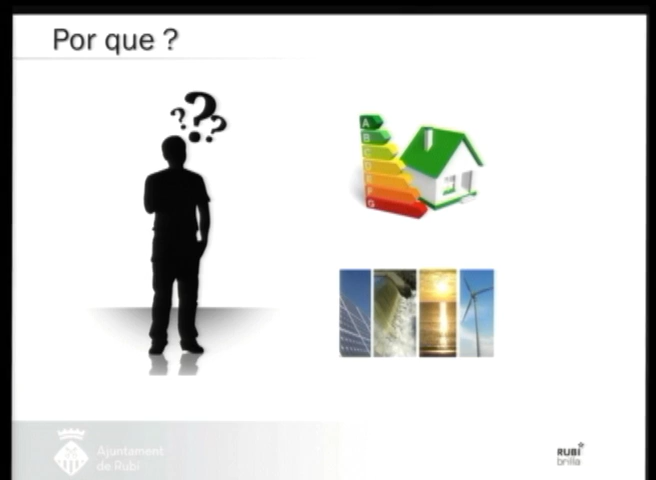 Por que ?
? ? ?
A
B
C
D
E
F
G
Ajuntament
de Rubí
RUBÍ
brilla